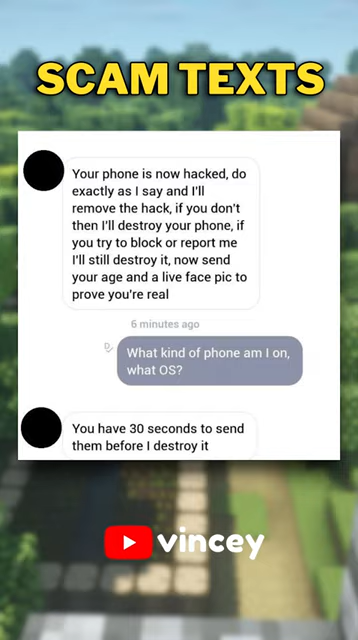 SCAM TEXTS
Your phone is now hacked, do
exactly as I say and I'll
remove the hack, if you don't
then I'll destroy your phone, if
you try to block or report me
I'll still destroy it, now send
your age and a live face pic to
prove you're real
6 minutes ago
What kind of phone am I on,
what OS?
You have 30 seconds to send
them before I destroy it
vincey